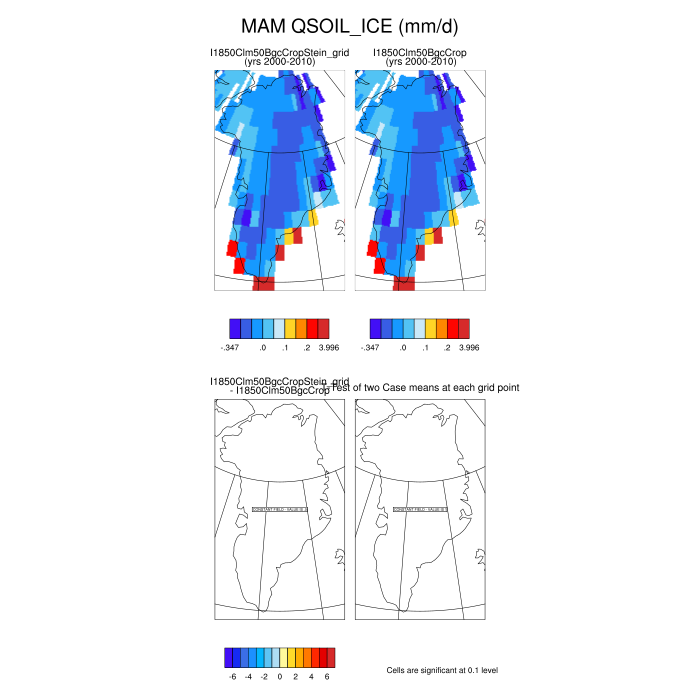 MAM QSOIL_ICE (mm/d)
I1850Clm50BgcCropStein_grid
(yrs 2000-2010)
I1850Clm50BgcCrop
(yrs 2000-2010)
-.347 .0 .1 .2 3.996
-.347 .0 .1 .2 3.996
I1850Clm50BgcCropStein_grid
- I1850Clm50BgcCrop
T-Test of two Case means at each grid point
CONSTANT FIELD - VALUE IS 0
CONSTANT FIELD - VALUE IS
-6 -4 -2 0 2 4 6
Cells are significant at 0.1 level